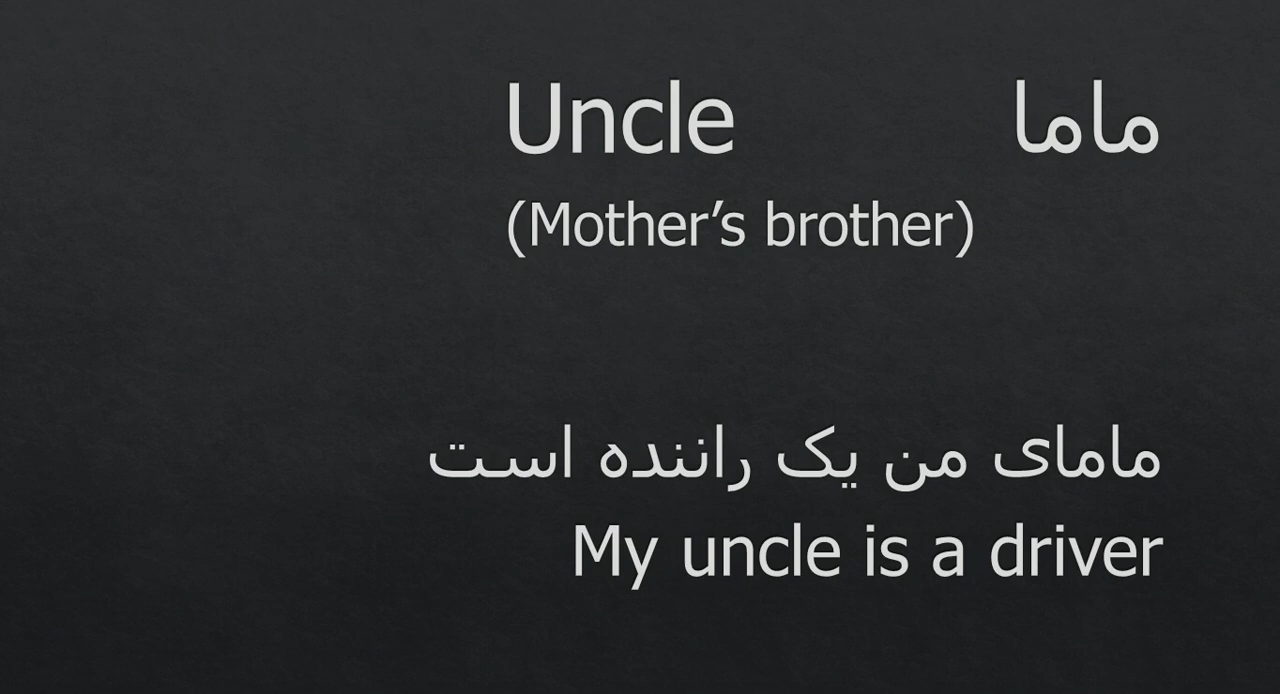 Uncle ماما
(Mother’s brother)
مامای من یک راننده است
My uncle is a driver